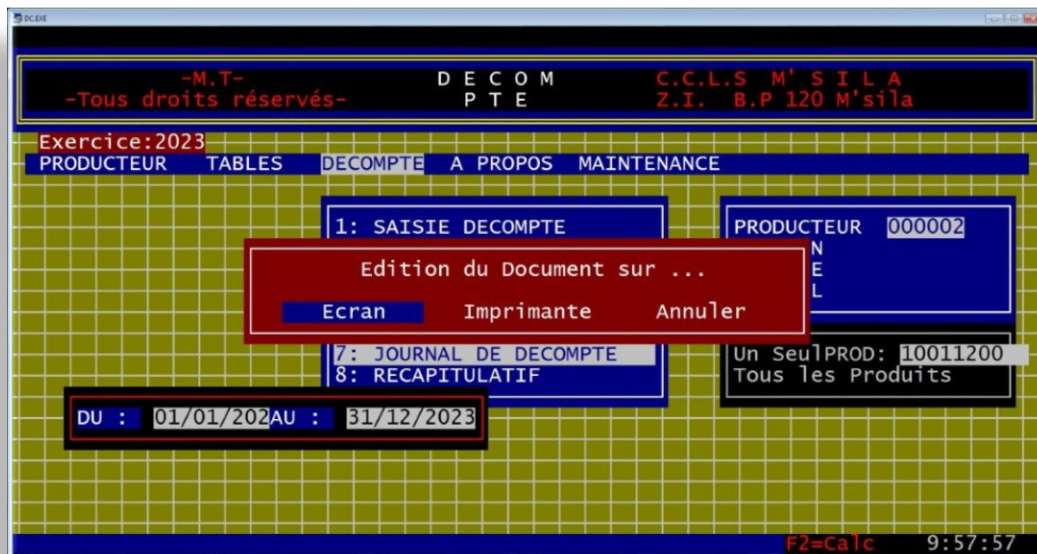 DC.EXE
-M.T-
-Tous droits réservés-
D E C O M
P T E
C.C.L.S M' S I L A
Z.I. B.P 120 M'sila
Exercice:2023
PRODUCTEUR TABLES DECOMPTE A PROPOS MAINTENANCE
1: SAISIE DECOMPTE
PRODUCTEUR 000002
N
E
L
Edition du Document sur ...
Ecran Imprimante Annuler
7: JOURNAL DE DECOMPTE
8: RECAPITULATIF
Un SeulPROD: 10011200
Tous les Produits
DU : 01/01/202AU : 31/12/2023
F2=Calc 9:57:57